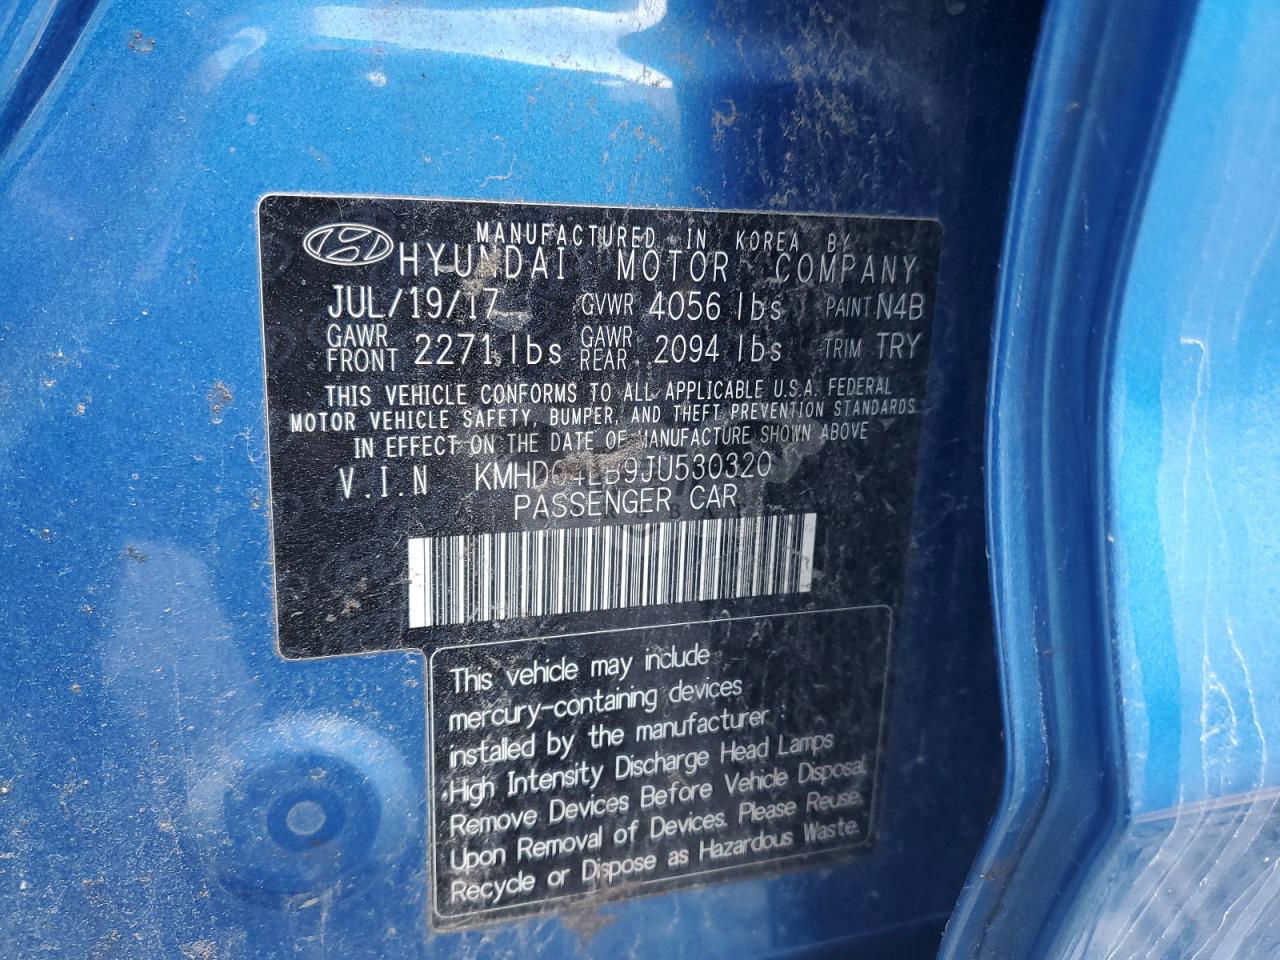 MANUFACTURED IN KOREA BY
HYUNDAI MOTOR COMPANY
JUL/19/17 GVWR 4056 lbs PAINT N4B
GAWR FRONT 2271 lbs GAWR REAR 2094 lbs TRIM TRY
THIS VEHICLE CONFORMS TO ALL APPLICABLE U.S.A. FEDERAL
MOTOR VEHICLE SAFETY, BUMPER, AND THEFT PREVENTION STANDARDS
IN EFFECT ON THE DATE OF MANUFACTURE SHOWN ABOVE
V.I.N KMHD04LB9JU530320
PASSENGER CAR
This vehicle may include
mercury-containing devices
installed by the manufacturer :
•High Intensity Discharge Head Lamps
Remove Devices Before Vehicle Disposal.
Upon Removal of Devices. Please Reuse.
Recycle or Dispose as Hazardous Waste.